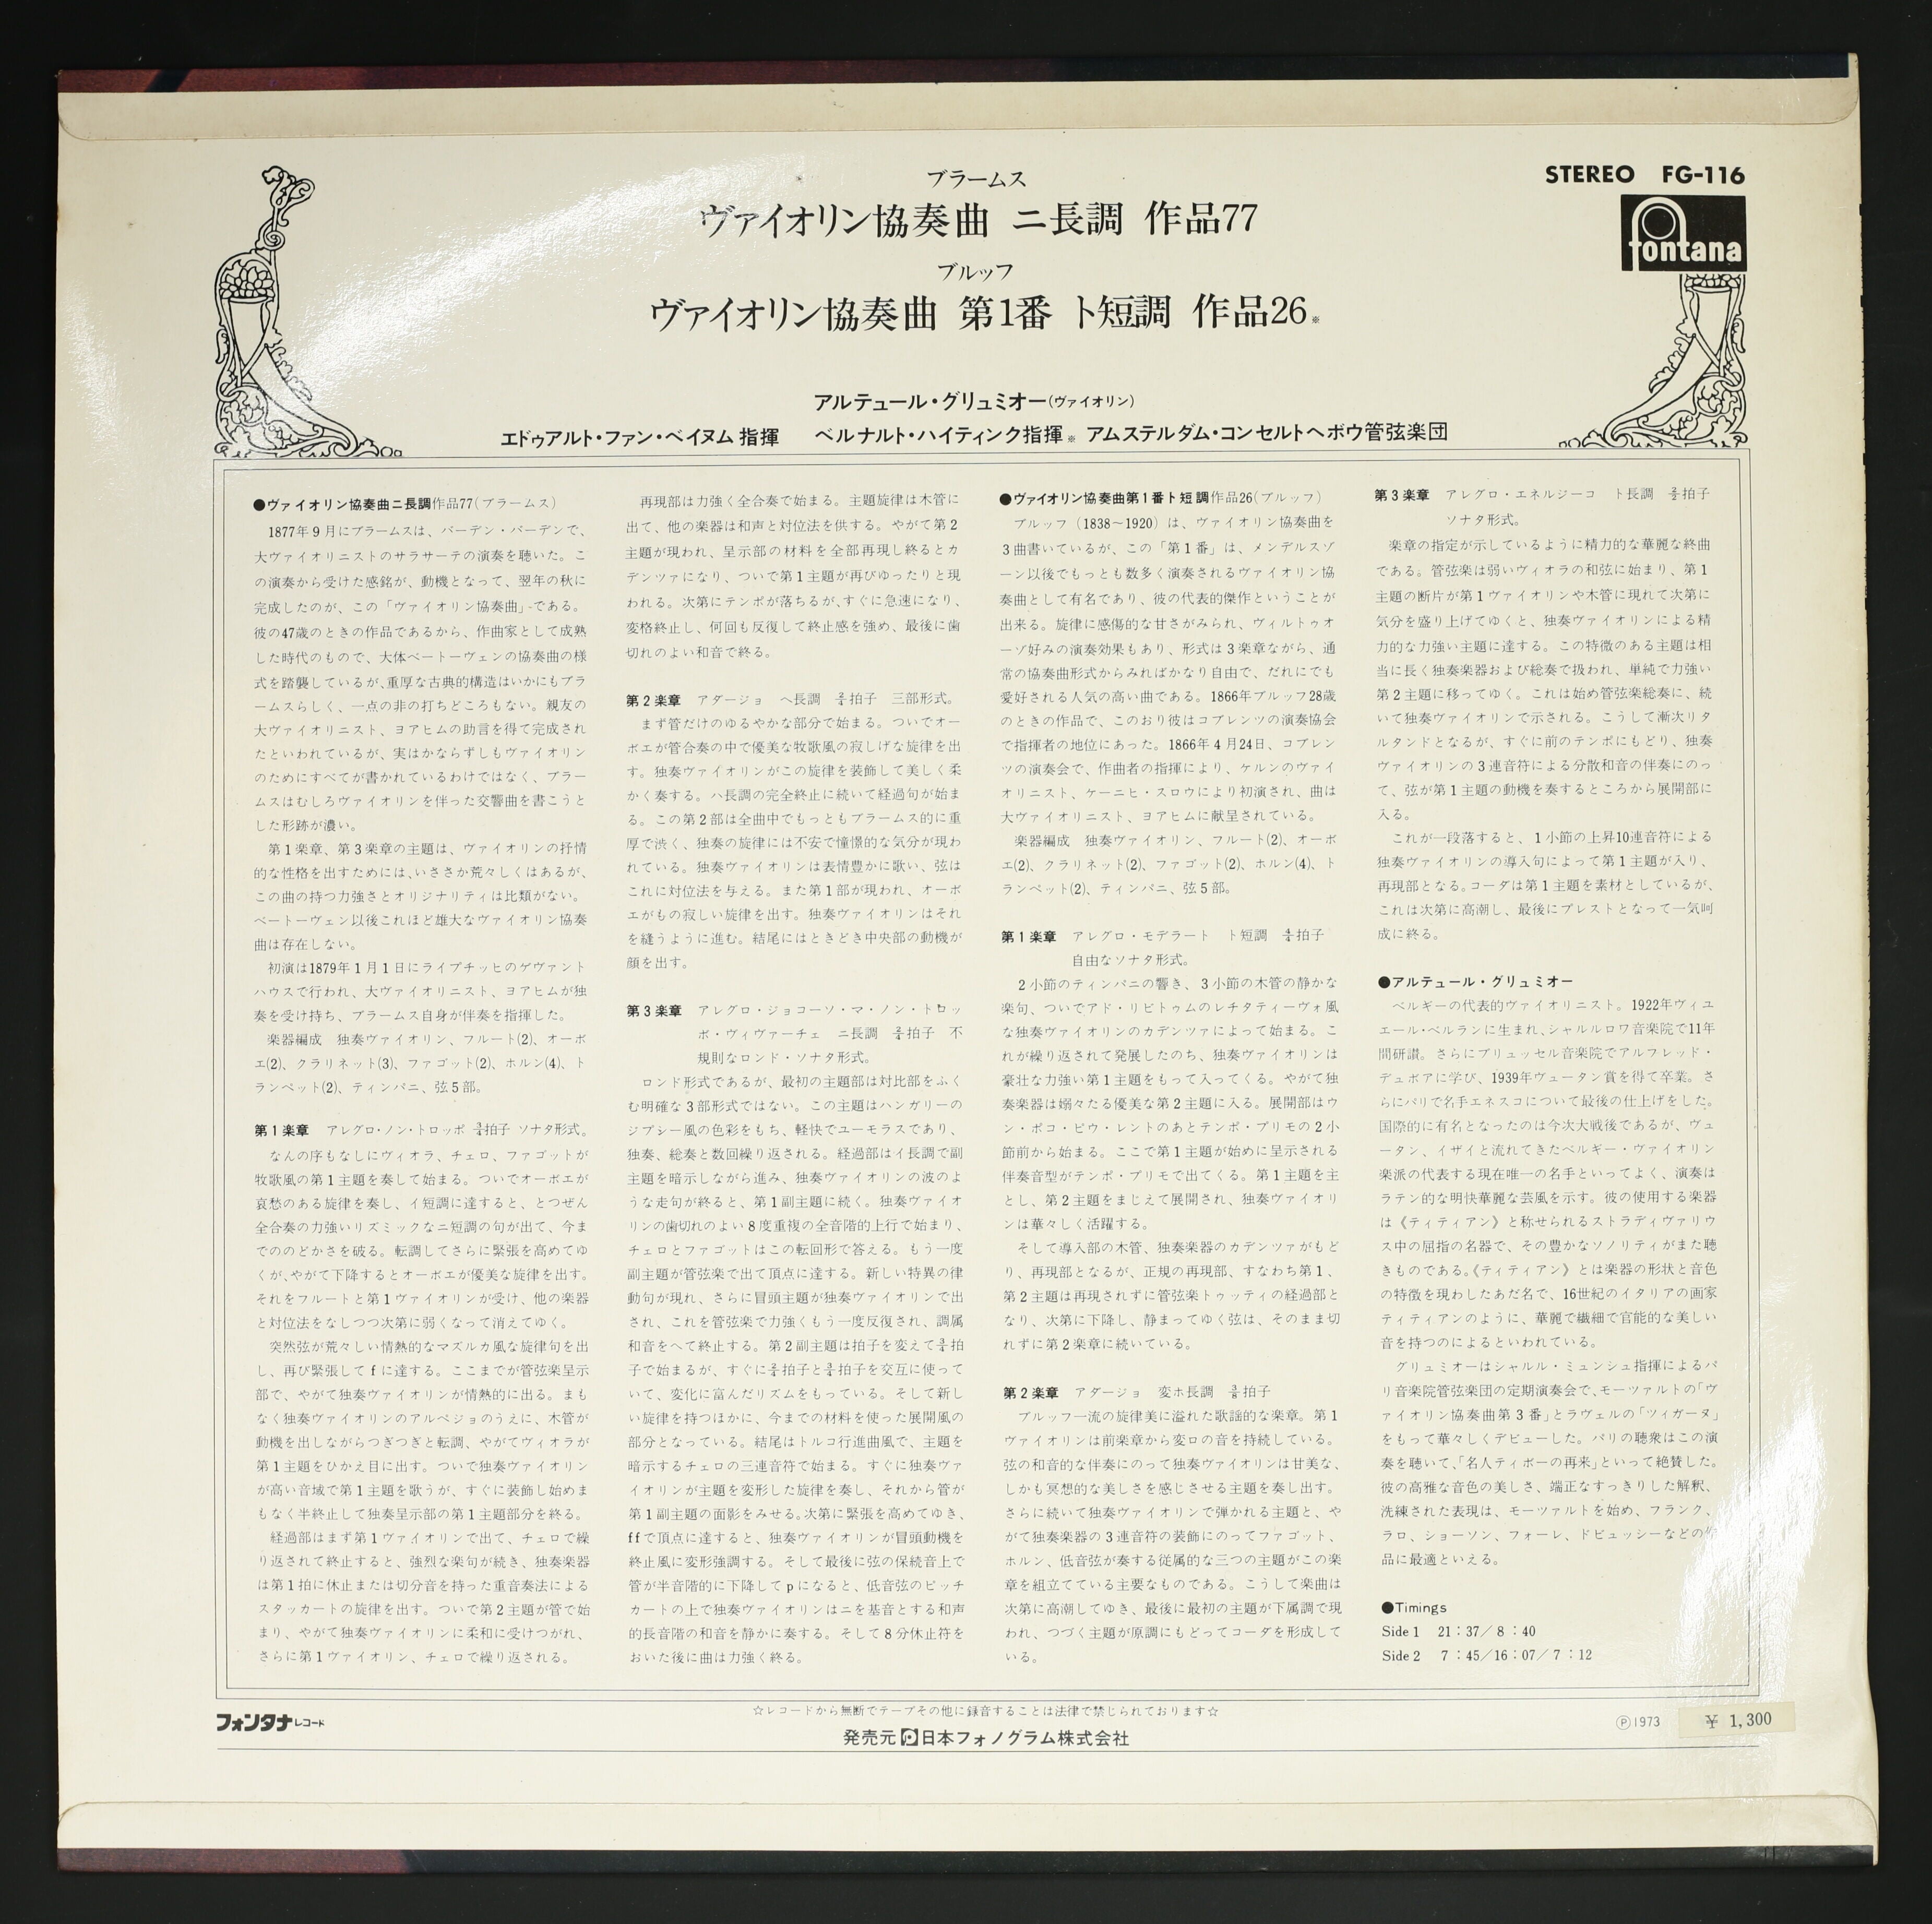 ブラームス
ヴァイオリン協奏曲 ニ長調 作品77
ブルッフ
ヴァイオリン協奏曲 第1番 ト短調 作品26※
STEREO FG-116
fontana
アルテュール・グリュミオー(ヴァイオリン)
エドゥアルト・ファン・ベイヌム 指揮 ベルナルト・ハイティンク指揮※ アムステルダム・コンセルトヘボウ管弦楽団
●ヴァイオリン協奏曲ニ長調作品77(ブラームス)
1877年9月にブラームスは、バーデン・バーデンで、
大ヴァイオリニストのサラサーテの演奏を聴いた。こ
の演奏から受けた感銘が、動機となって、翌年の秋に
完成したのが、この「ヴァイオリン協奏曲」である。
彼の47歳のときの作品であるから、作曲家として成熟
した時代のもので、大体ベートーヴェンの協奏曲の様
式を踏襲しているが、重厚な古典的構造はいかにもブラ
ームスらしく、一点の非の打ちどころもない。親友の
大ヴァイオリニスト、ヨアヒムの助言を得て完成され
たといわれているが、実はかならずしもヴァイオリン
のためにすべてが書かれているわけではなく、ブラー
ムスはむしろヴァイオリンを伴った交響曲を書こうと
した形跡が濃い。
第1楽章、第3楽章の主題は、ヴァイオリンの抒情
的な性格を出すためには、いささか荒々しくはあるが、
この曲の持つ力強さとオリジナリティは比類がない。
ベートーヴェン以後これほど雄大なヴァイオリン協奏
曲は存在しない。
初演は1879年1月1日にライプチッヒのゲヴァント
ハウスで行われ、大ヴァイオリニスト、ヨアヒムが独
奏を受け持ち、ブラームス自身が伴奏を指揮した。
楽器編成 独奏ヴァイオリン、フルート(2)、オーボ
エ(2)、クラリネット(3)、ファゴット(2)、ホルン(4)、ト
ランペット(2)、ティンパニ、弦5部。
第1楽章 アレグロ・ノン・トロッポ 3/4拍子 ソナタ形式。
なんの序もなしにヴィオラ、チェロ、ファゴットが
牧歌風の第1主題を奏して始まる。ついでオーボエが
哀愁のある旋律を奏し、イ短調に達すると、とつぜん
全合奏の力強いリズミックなニ短調の句が出て、今ま
でののどかさを破る。転調してさらに緊張を高めてゆ
くが、やがて下降するとオーボエが優美な旋律を出す。
それをフルートと第1ヴァイオリンが受け、他の楽器
と対位法をなしつつ次第に弱くなって消えてゆく。
突然弦が荒々しい情熱的なマズルカ風な旋律句を出
し、再び緊張してfに達する。ここまでが管弦楽呈示
部で、やがて独奏ヴァイオリンが情熱的に出る。まも
なく独奏ヴァイオリンのアルペジョのうえに、木管が
動機を出しながらつぎつぎと転調、やがてヴィオラが
第1主題をひかえ目に出す。ついで独奏ヴァイオリン
が高い音域で第1主題を歌うが、すぐに装飾し始めま
もなく半終止して独奏呈示部の第1主題部分を終る。
経過部はまず第1ヴァイオリンで出て、チェロで繰
り返されて終止すると、強烈な楽句が続き、独奏楽器
は第1拍に休止または切分音を持った重音奏法による
スタッカートの旋律を出す。ついで第2主題が管で始
まり、やがて独奏ヴァイオリンに柔和に受けつがれ、
さらに第1ヴァイオリン、チェロで繰り返される。
再現部は力強く全合奏で始まる。主題旋律は木管に
出て、他の楽器は和声と対位法を供する。やがて第2
主題が現われ、呈示部の材料を全部再現し終るとカ
デンツァになり、ついで第1主題が再びゆったりと現
われる。次第にテンポが落ちるが、すぐに急速になり、
変格終止し、何回も反復して終止感を強め、最後に歯
切れのよい和音で終る。
第2楽章 アダージョ ヘ長調 拍子 三部形式。
まず管だけのゆるやかな部分で始まる。ついでオー
ボエが管合奏の中で優美な牧歌風の寂しげな旋律を出
す。独奏ヴァイオリンがこの旋律を装飾して美しく柔
かく奏する。ハ長調の完全終止に続いて経過句が始ま
る。この第2部は全曲中でもっともブラームス的に重
厚で渋く、独奏の旋律には不安で憧憬的な気分が現わ
れている。独奏ヴァイオリンは表情豊かに歌い、弦は
これに対位法を与える。また第1部が現われ、オーボ
エがもの寂しい旋律を出す。独奏ヴァイオリンはそれ
を縫うように進む。結尾にはときどき中央部の動機が
顔を出す。
第3楽章 アレグロ・ジョコーソ・マ・ノン・トロッ
ポ・ヴィヴァーチェ ニ長調 拍子 不
規則なロンド・ソナタ形式。
ロンド形式であるが、最初の主題部は対比部をふく
む明確な3部形式ではない。この主題はハンガリーの
ジプシー風の色彩をもち、軽快でユーモラスであり、
独奏、総奏と数回繰り返される。経過部はイ長調で副
主題を暗示しながら進み、独奏ヴァイオリンの波のよ
うな走句が終ると、第1副主題に続く。独奏ヴァイオ
リンの歯切れのよい8度重複の全音階的上行で始まり、
チェロとファゴットはこの転回形で答える。もう一度
副主題が管弦楽で出て頂点に達する。新しい特異の律
動句が現れ、さらに冒頭主題が独奏ヴァイオリンで出
され、これを管弦楽で力強くもう一度反復され、調属
和音をへて終止する。第2副主題は拍子を変えて拍
子で始まるが、すぐに拍子と拍子を交互に使って
いて、変化に富んだリズムをもっている。そして新し
い旋律を持つほかに、今までの材料を使った展開風の
部分となっている。結尾はトルコ行進曲風で、主題を
暗示するチェロの三連音符で始まる。すぐに独奏ヴァ
イオリンが主題を変形した旋律を奏し、それから管が
第1副主題の面影をみせる。次第に緊張を高めてゆき、
ffで頂点に達すると、独奏ヴァイオリンが冒頭動機を
終止風に変形強調する。そして最後に弦の保続音上で
管が半音階的に下降してpになると、低音弦のピッチ
カートの上で独奏ヴァイオリンはニを基音とする和声
的長音階の和音を静かに奏する。そして8分休止符を
おいた後に曲は力強く終る。
●ヴァイオリン協奏曲第1番ト短調作品26(ブルッフ)
ブルッフ(1838〜1920)は、ヴァイオリン協奏曲を
3曲書いているが、この「第1番」は、メンデルスゾ
ーン以後でもっとも数多く演奏されるヴァイオリン協
奏曲として有名であり、彼の代表的傑作ということが
出来る。旋律に感傷的な甘さがみられ、ヴィルトゥオ
ーゾ好みの演奏効果もあり、形式は3楽章ながら、通
常の協奏曲形式からみればかなり自由で、だれにでも
愛好される人気の高い曲である。1866年ブルッフ28歳
のときの作品で、このおり彼はコブレンツの演奏協会
で指揮者の地位にあった。1866年4月24日、コブレン
ツの演奏会で、作曲者の指揮により、ケルンのヴァイ
オリニスト、ケーニヒ・スロウにより初演され、曲は
大ヴァイオリニスト、ヨアヒムに献呈されている。
楽器編成 独奏ヴァイオリン、フルート(2)、オーボ
エ(2)、クラリネット(2)、ファゴット(2)、ホルン(4)、ト
ランペット(2)、ティンパニ、弦5部。
第1楽章 アレグロ・モデラート ト短調 4/4拍子
自由なソナタ形式。
2小節のティンパニの響き、3小節の木管の静かな
楽句、ついでアド・リビトゥムのレチタティーヴォ風
な独奏ヴァイオリンのカデンツァによって始まる。こ
れが繰り返されて発展したのち、独奏ヴァイオリンは
豪壮な力強い第1主題をもって入ってくる。やがて独
奏楽器は嫋々たる優美な第2主題に入る。展開部はウ
ン・ポコ・ピウ・レントのあとテンポ・プリモの2小
節前から始まる。ここで第1主題が始めに呈示される
伴奏音型がテンポ・プリモで出てくる。第1主題を主
とし、第2主題をまじえて展開され、独奏ヴァイオリ
ンは華々しく活躍する。
そして導入部の木管、独奏楽器のカデンツァがもど
り、再現部となるが、正規の再現部、すなわち第1、
第2主題は再現されずに管弦楽トゥッティの経過部と
なり、次第に下降し、静まってゆく弦は、そのまま切
れずに第2楽章に続いている。
第2楽章 アダージョ 変ホ長調 拍子
ブルッフ一流の旋律美に溢れた歌謡的な楽章。第1
ヴァイオリンは前楽章から変ロの音を持続している。
弦の和音的な伴奏にのって独奏ヴァイオリンは甘美な、
しかも冥想的な美しさを感じさせる主題を奏し出す。
さらに続いて独奏ヴァイオリンで弾かれる主題と、や
がて独奏楽器の3連音符の装飾にのってファゴット、
ホルン、低音弦が奏する従属的な三つの主題がこの楽
章を組立てている主要なものである。こうして楽曲は
次第に高潮してゆき、最後に最初の主題が下属調で現
われ、つづく主題が原調にもどってコーダを形成して
いる。
第3楽章 アレグロ・エネルジーコ ト長調 拍子
ソナタ形式。
楽章の指定が示しているように精力的な華麗な終曲
である。管弦楽は弱いヴィオラの和弦に始まり、第1
主題の断片が第1ヴァイオリンや木管に現れて次第に
気分を盛り上げてゆくと、独奏ヴァイオリンによる精
力的な力強い主題に達する。この特徴のある主題は相
当に長く独奏楽器および総奏で扱われ、単純で力強い
第2主題に移ってゆく。これは始め管弦楽総奏に、続
いて独奏ヴァイオリンで示される。こうして漸次リタ
ルタンドとなるが、すぐに前のテンポにもどり、独奏
ヴァイオリンの3連音符による分散和音の伴奏にのっ
て、弦が第1主題の動機を奏するところから展開部に
入る。
これが一段落すると、1小節の上昇10連音符による
独奏ヴァイオリンの導入句によって第1主題が入り、
再現部となる。コーダは第1主題を素材としているが、
これは次第に高潮し、最後にプレストとなって一気呵
成に終る。
●アルテュール・グリュミオー
ベルギーの代表的ヴァイオリニスト。1922年ヴィユ
エール・ペルランに生まれ、シャルルロワ音楽院で11年
間研讃。さらにブリュッセル音楽院でアルフレッド・
デュボアに学び、1939年ヴュータン賞を得て卒業。さ
らにパリで名手エネスコについて最後の仕上げをした。
国際的に有名となったのは今次大戦後であるが、ヴュ
ータン、イザイと流れてきたベルギー・ヴァイオリン
楽派の代表する現在唯一の名手といってよく、演奏は
ラテン的な明快華麗な芸風を示す。彼の使用する楽器
は《ティティアン》と称せられるストラディヴァリウ
ス中の屈指の名器で、その豊かなソノリティがまた聴
きものである。《ティティアン》とは楽器の形状と音色
の特徴を現わしたあだ名で、16世紀のイタリアの画家
ティティアンのように、華麗で繊細で官能的な美しい
音を持つのによるといわれている。
グリュミオーはシャルル・ミュンシュ指揮によるパ
リ音楽院管弦楽団の定期演奏会で、モーツァルトの「ヴ
ァイオリン協奏曲第3番」とラヴェルの「ツィガーヌ」
をもって華々しくデビューした。パリの聴衆はこの演
奏を聴いて、「名人ティボーの再来」といって絶賛した。
彼の高雅な音色の美しさ、端正なすっきりした解釈、
洗練された表現は、モーツァルトを始め、フランク、
ラロ、ショーソン、フォーレ、ドビュッシーなどの作
品に最適といえる。
●Timings
Side 1 21:37/8:40
Side 2 7:45/16:07/7:12
☆レコードから無断でテープその他に録音することは法律で禁じられております☆
フォンタナレコード
発売元 日本フォノグラム株式会社
Ⓟ1973
¥ 1,300